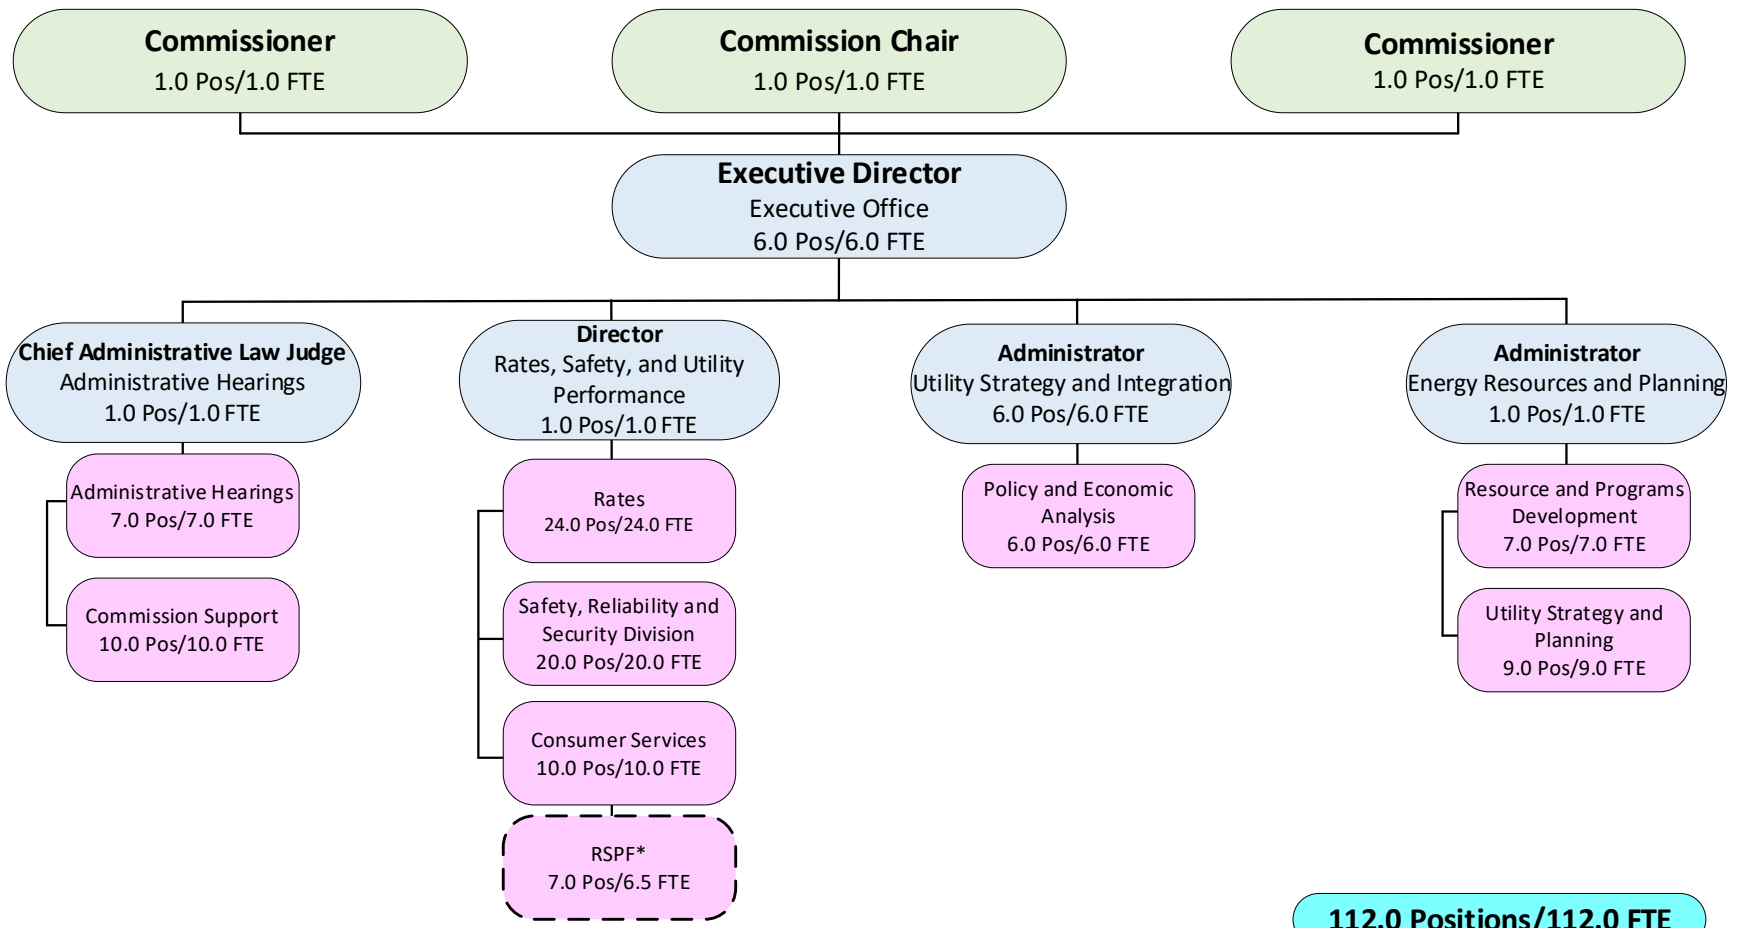 Commissioner
1.0 Pos/1.0 FTE
Commission Chair
1.0 Pos/1.0 FTE
Commissioner
1.0 Pos/1.0 FTE
Executive Director
Executive Office
6.0 Pos/6.0 FTE
Chief Administrative Law Judge
Administrative Hearings
1.0 Pos/1.0 FTE
Director
Rates, Safety, and Utility
Performance
1.0 Pos/1.0 FTE
Administrator
Utility Strategy and Integration
6.0 Pos/6.0 FTE
Administrator
Energy Resources and Planning
1.0 Pos/1.0 FTE
Administrative Hearings
7.0 Pos/7.0 FTE
Commission Support
10.0 Pos/10.0 FTE
Rates
24.0 Pos/24.0 FTE
Safety, Reliability and
Security Division
20.0 Pos/20.0 FTE
Consumer Services
10.0 Pos/10.0 FTE
RSPF*
7.0 Pos/6.5 FTE
Policy and Economic
Analysis
6.0 Pos/6.0 FTE
Resource and Programs
Development
7.0 Pos/7.0 FTE
Utility Strategy and
Planning
9.0 Pos/9.0 FTE
112.0 Positions/112.0 FTE